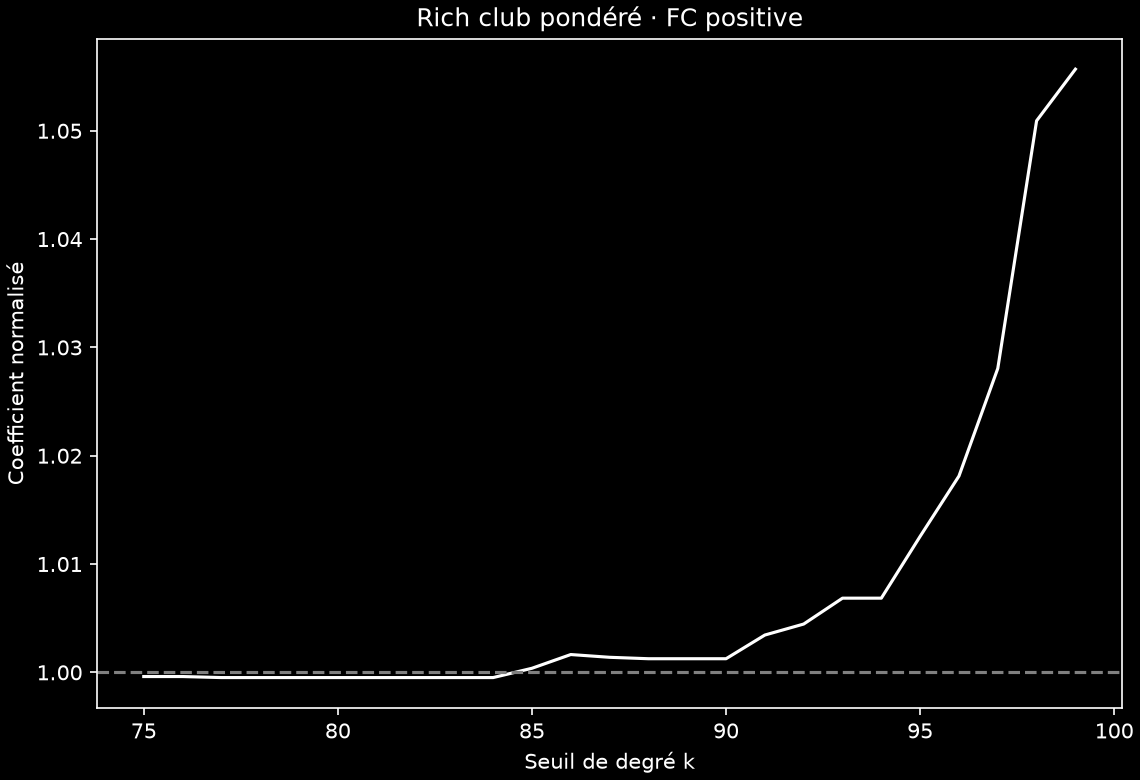 Rich club pondéré · FC positive
Coefficient normalisé
1.05
1.04
1.03
1.02
1.01
1.00
75 80 85 90 95 100
Seuil de degré k